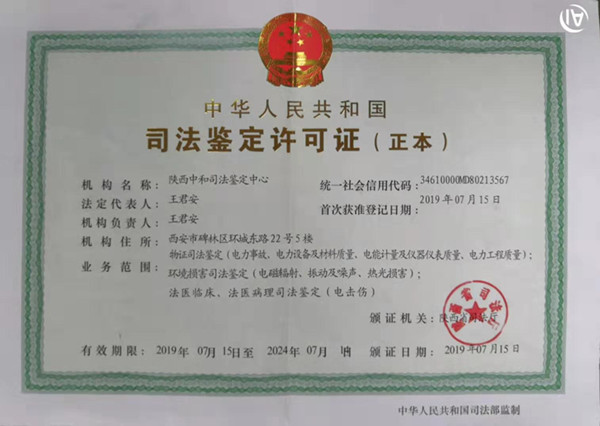 AI
中华人民共和国
司法鉴定许可证（正本）
机构名称： 陕西中和司法鉴定中心 统一社会信用代码：34610000MD80213567
法定代表人： 王君安 首次获准登记日期：2019年07月15日
机构负责人： 王君安
机构住所： 西安市碑林区环城东路22号5楼
业务范围： 物证司法鉴定（电力事故，电力设备及材料质量、电能计量及仪器仪表质量、电力工程质量）；
环境损害司法鉴定（电磁辐射、振动及噪声、热光损害）；
法医临床、法医病理司法鉴定（电击伤）
颁证机关：陕西省司法厅
有效期限： 2019年07月15日至2024年07月 颁证日期：2019年07月15日
中华人民共和国司法部监制